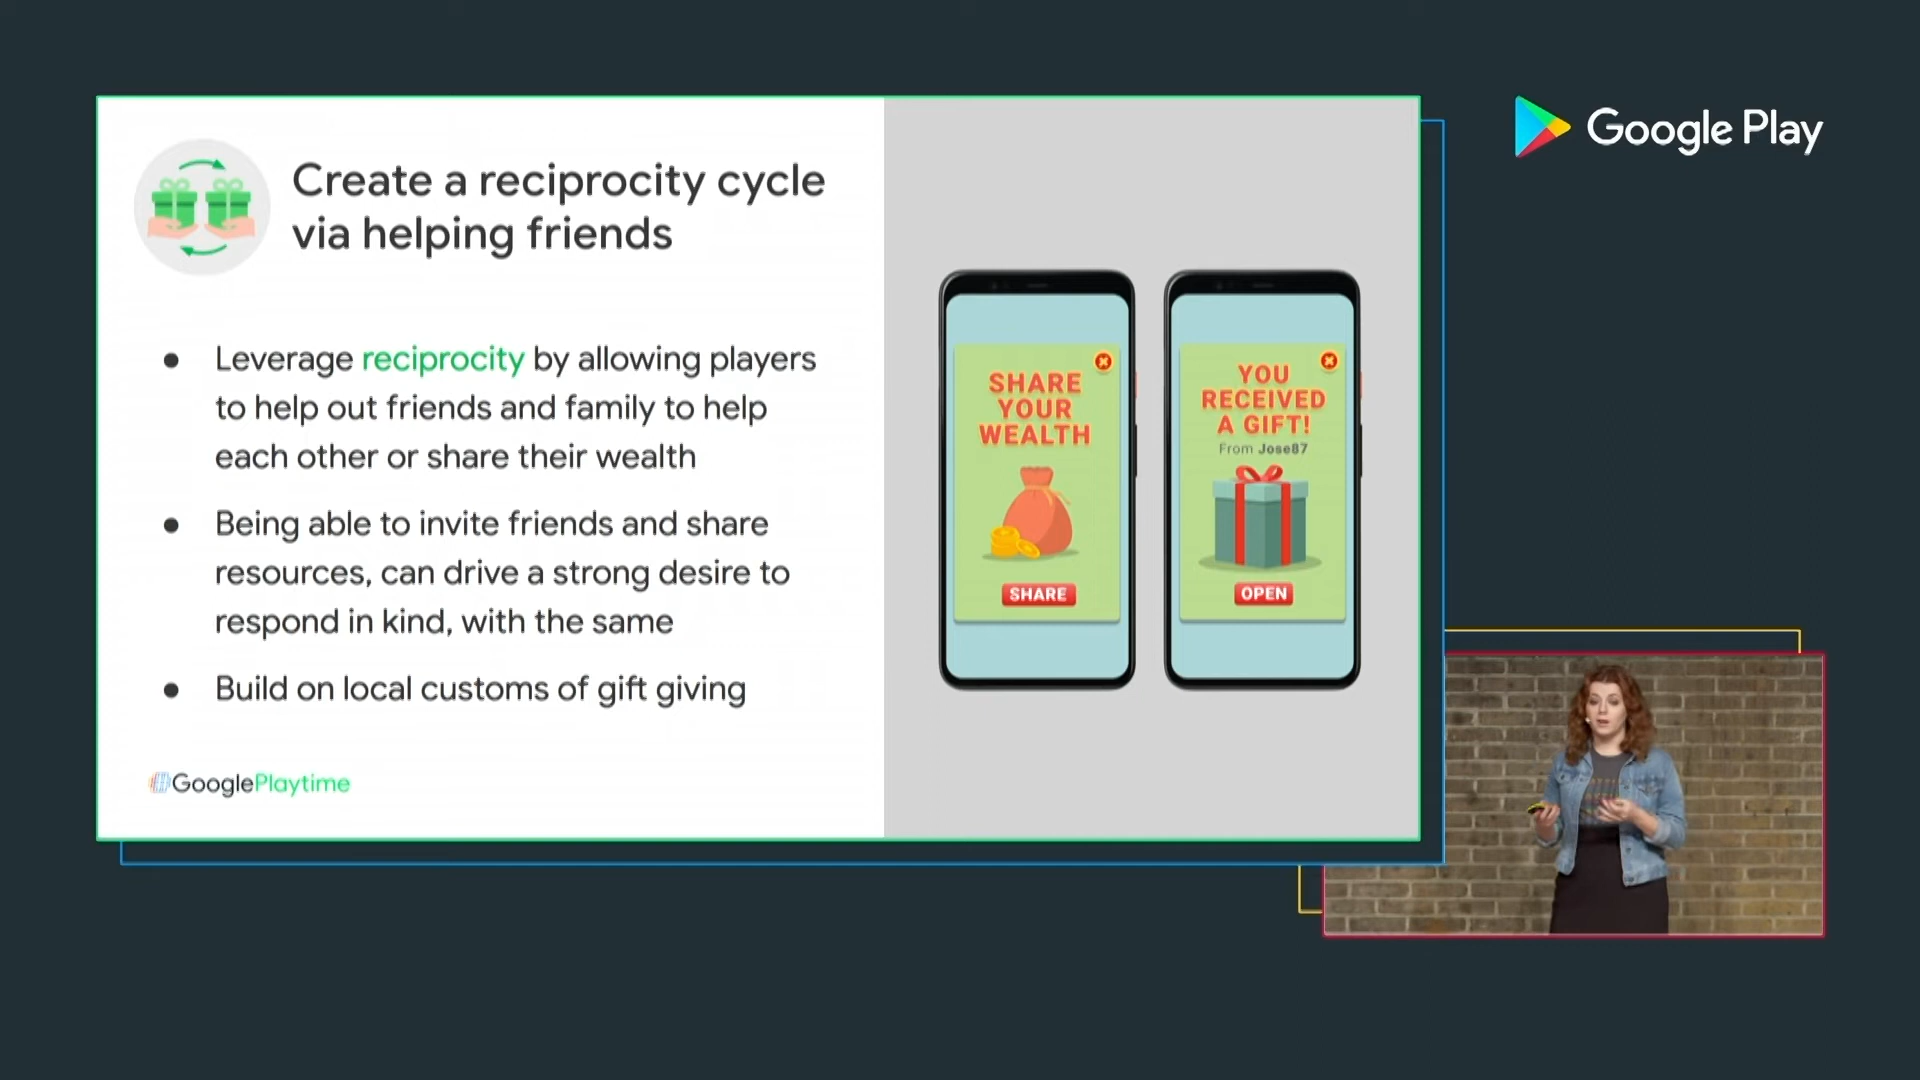 Google Play
Create a reciprocity cycle
via helping friends
Leverage reciprocity by allowing players
to help out friends and family to help
each other or share their wealth
Being able to invite friends and share
resources, can drive a strong desire to
respond in kind, with the same
Build on local customs of gift giving
GooglePlaytime
SHARE
YOUR
WEALTH
SHARE
YOU
RECEIVED
A GIFT!
From Jose87
OPEN